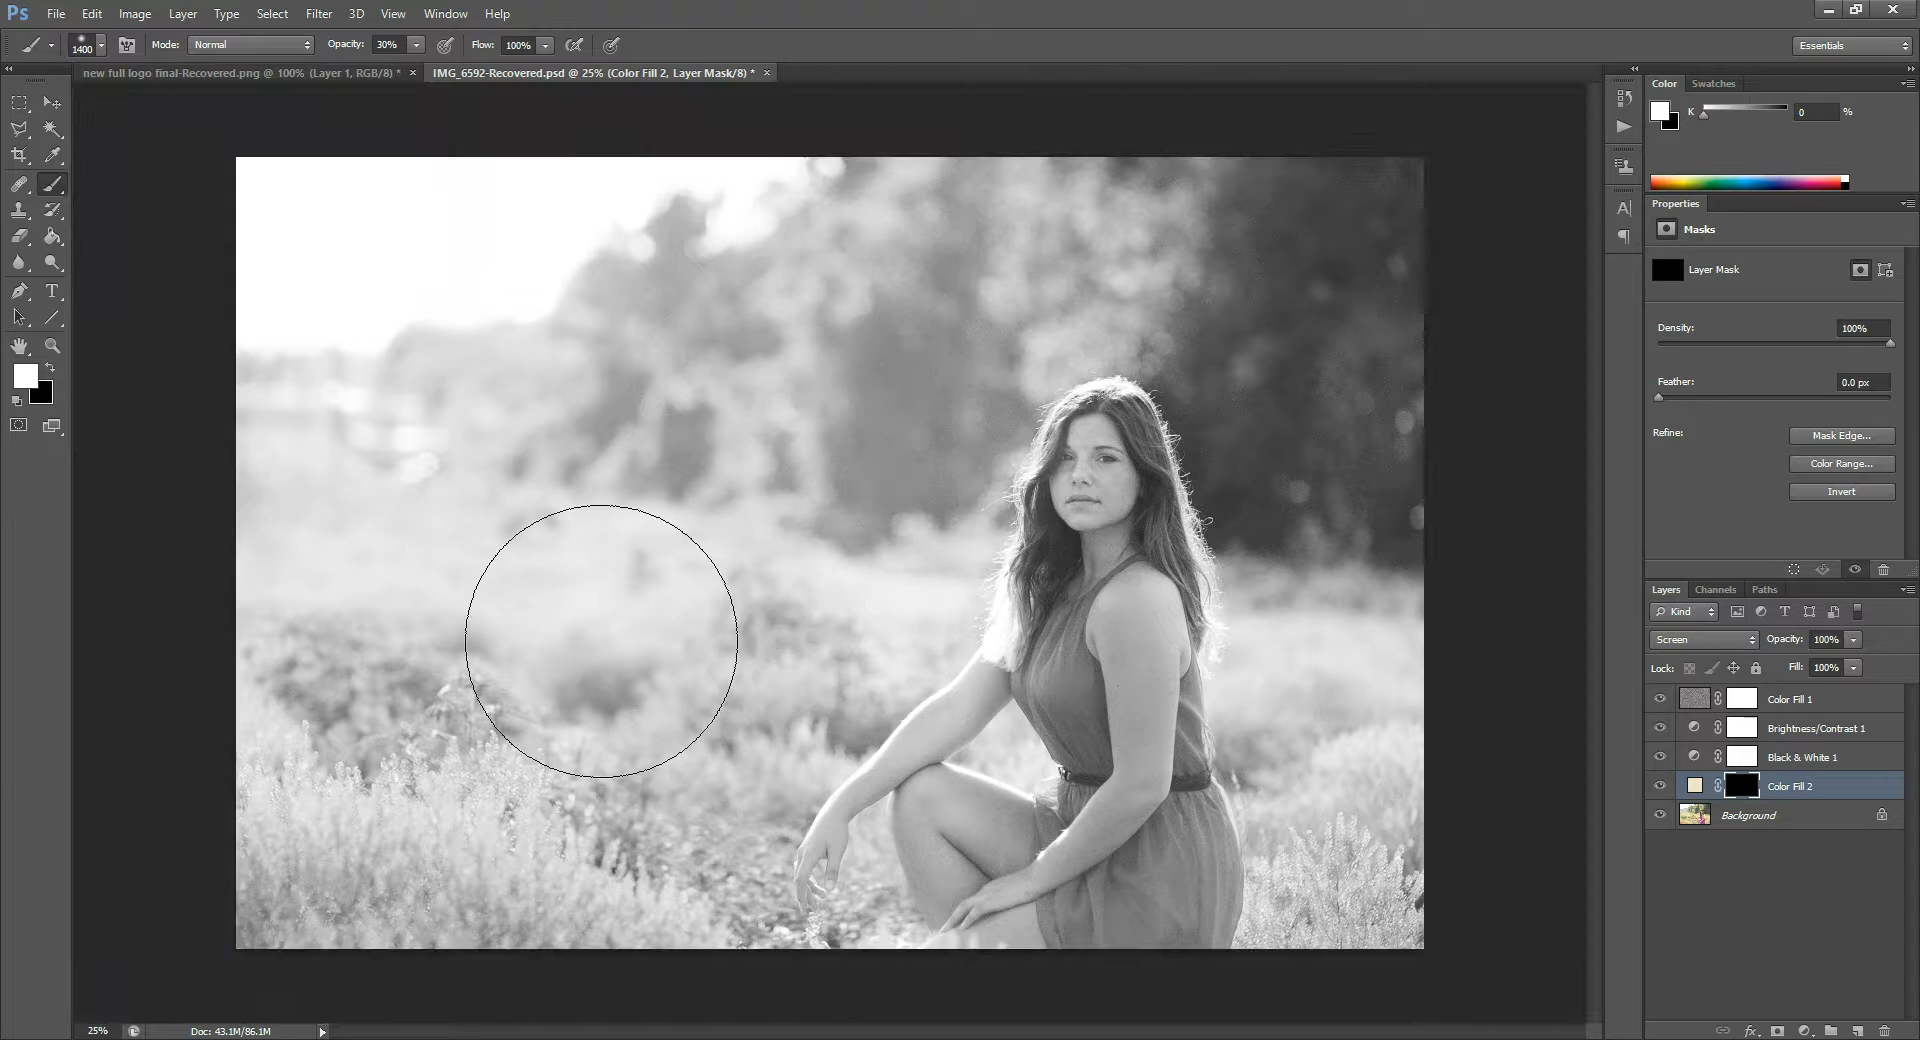 Ps File Edit Image Layer Type Select Filter 3D View Window Help
1400 Mode: Normal Opacity: 30% Flow: 100% Essentials
new full logo final-Recovered.png @ 100% (Layer 1, RGB/8) * × IMG_6592-Recovered.psd @ 25% (Color Fill 2, Layer Mask/8) * ×
Color Swatches
K 0 %
Properties
Masks
Layer Mask
Density: 100%
Feather: 0.0 px
Refine: Mask Edge...
Color Range...
Invert
Layers Channels Paths
Kind
Screen Opacity: 100%
Lock: Fill: 100%
Color Fill 1
Brightness/Contrast 1
Black & White 1
Color Fill 2
Background
25% Doc: 43.1M/86.1M